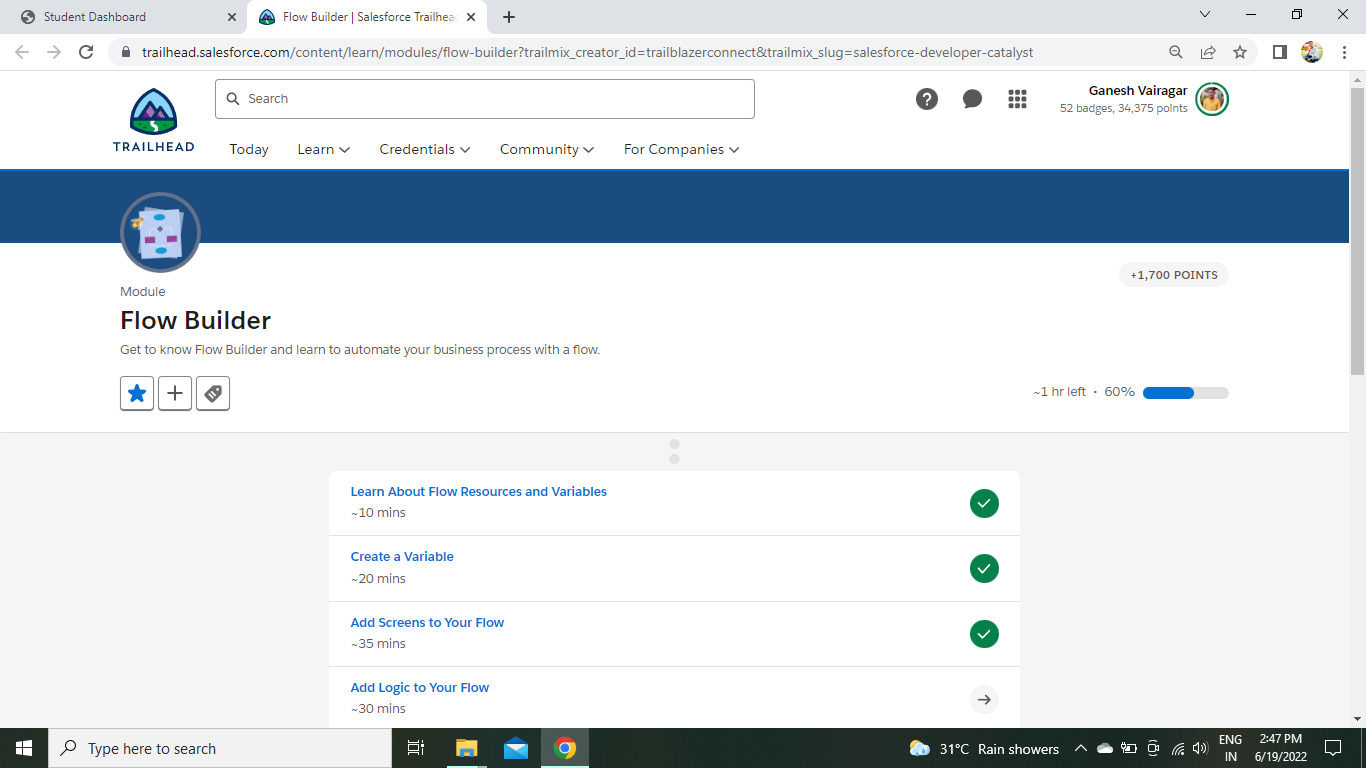 Student Dashboard
Flow Builder | Salesforce Trailhead
trailhead.salesforce.com/content/learn/modules/flow-builder?trailmix_creator_id=trailblazerconnect&trailmix_slug=salesforce-developer-catalyst
TRAILHEAD
Search
Ganesh Vairagar
52 badges, 34,375 points
Today
Learn
Credentials
Community
For Companies
+1,700 POINTS
Module
Flow Builder
Get to know Flow Builder and learn to automate your business process with a flow.
~1 hr left • 60%
Learn About Flow Resources and Variables
~10 mins
Create a Variable
~20 mins
Add Screens to Your Flow
~35 mins
Add Logic to Your Flow
~30 mins
Type here to search
31°C Rain showers
ENG
IN
2:47 PM
6/19/2022